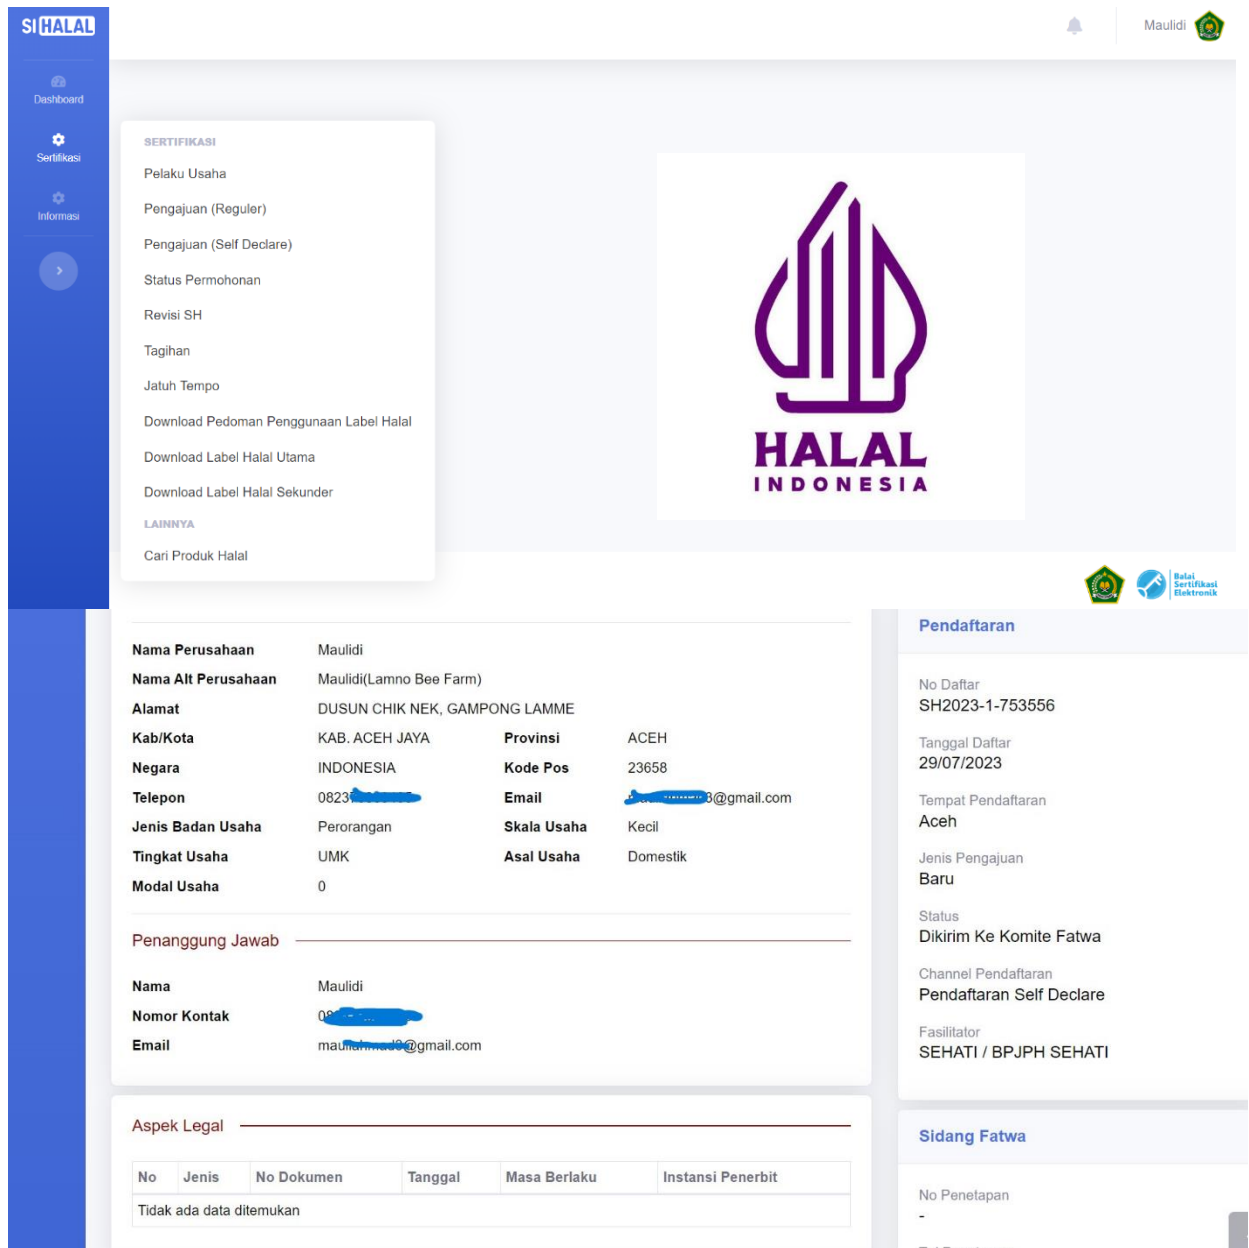 SIHALAL
Maulidi
Dashboard
Sertifikasi
Informasi
SERTIFIKASI
Pelaku Usaha
Pengajuan (Reguler)
Pengajuan (Self Declare)
Status Permohonan
Revisi SH
Tagihan
Jatuh Tempo
Download Pedoman Penggunaan Label Halal
Download Label Halal Utama
Download Label Halal Sekunder
LAINNYA
Cari Produk Halal
HALAL
INDONESIA
Balai
Sertifikasi
Elektronik
Nama Perusahaan Maulidi
Nama Alt Perusahaan Maulidi(Lamno Bee Farm)
Alamat DUSUN CHIK NEK, GAMPONG LAMME
Kab/Kota KAB. ACEH JAYA Provinsi ACEH
Negara INDONESIA Kode Pos 23658
Telepon Email @gmail.com
Jenis Badan Usaha Perorangan Skala Usaha Kecil
Tingkat Usaha UMK Asal Usaha Domestik
Modal Usaha 0
Penanggung Jawab
Nama Maulidi
Nomor Kontak
Email @gmail.com
Aspek Legal
No Jenis No Dokumen Tanggal Masa Berlaku Instansi Penerbit
Tidak ada data ditemukan
Pendaftaran
No Daftar
SH2023-1-753556
Tanggal Daftar
29/07/2023
Tempat Pendaftaran
Aceh
Jenis Pengajuan
Baru
Status
Dikirim Ke Komite Fatwa
Channel Pendaftaran
Pendaftaran Self Declare
Fasilitator
SEHATI / BPJPH SEHATI
Sidang Fatwa
No Penetapan
-